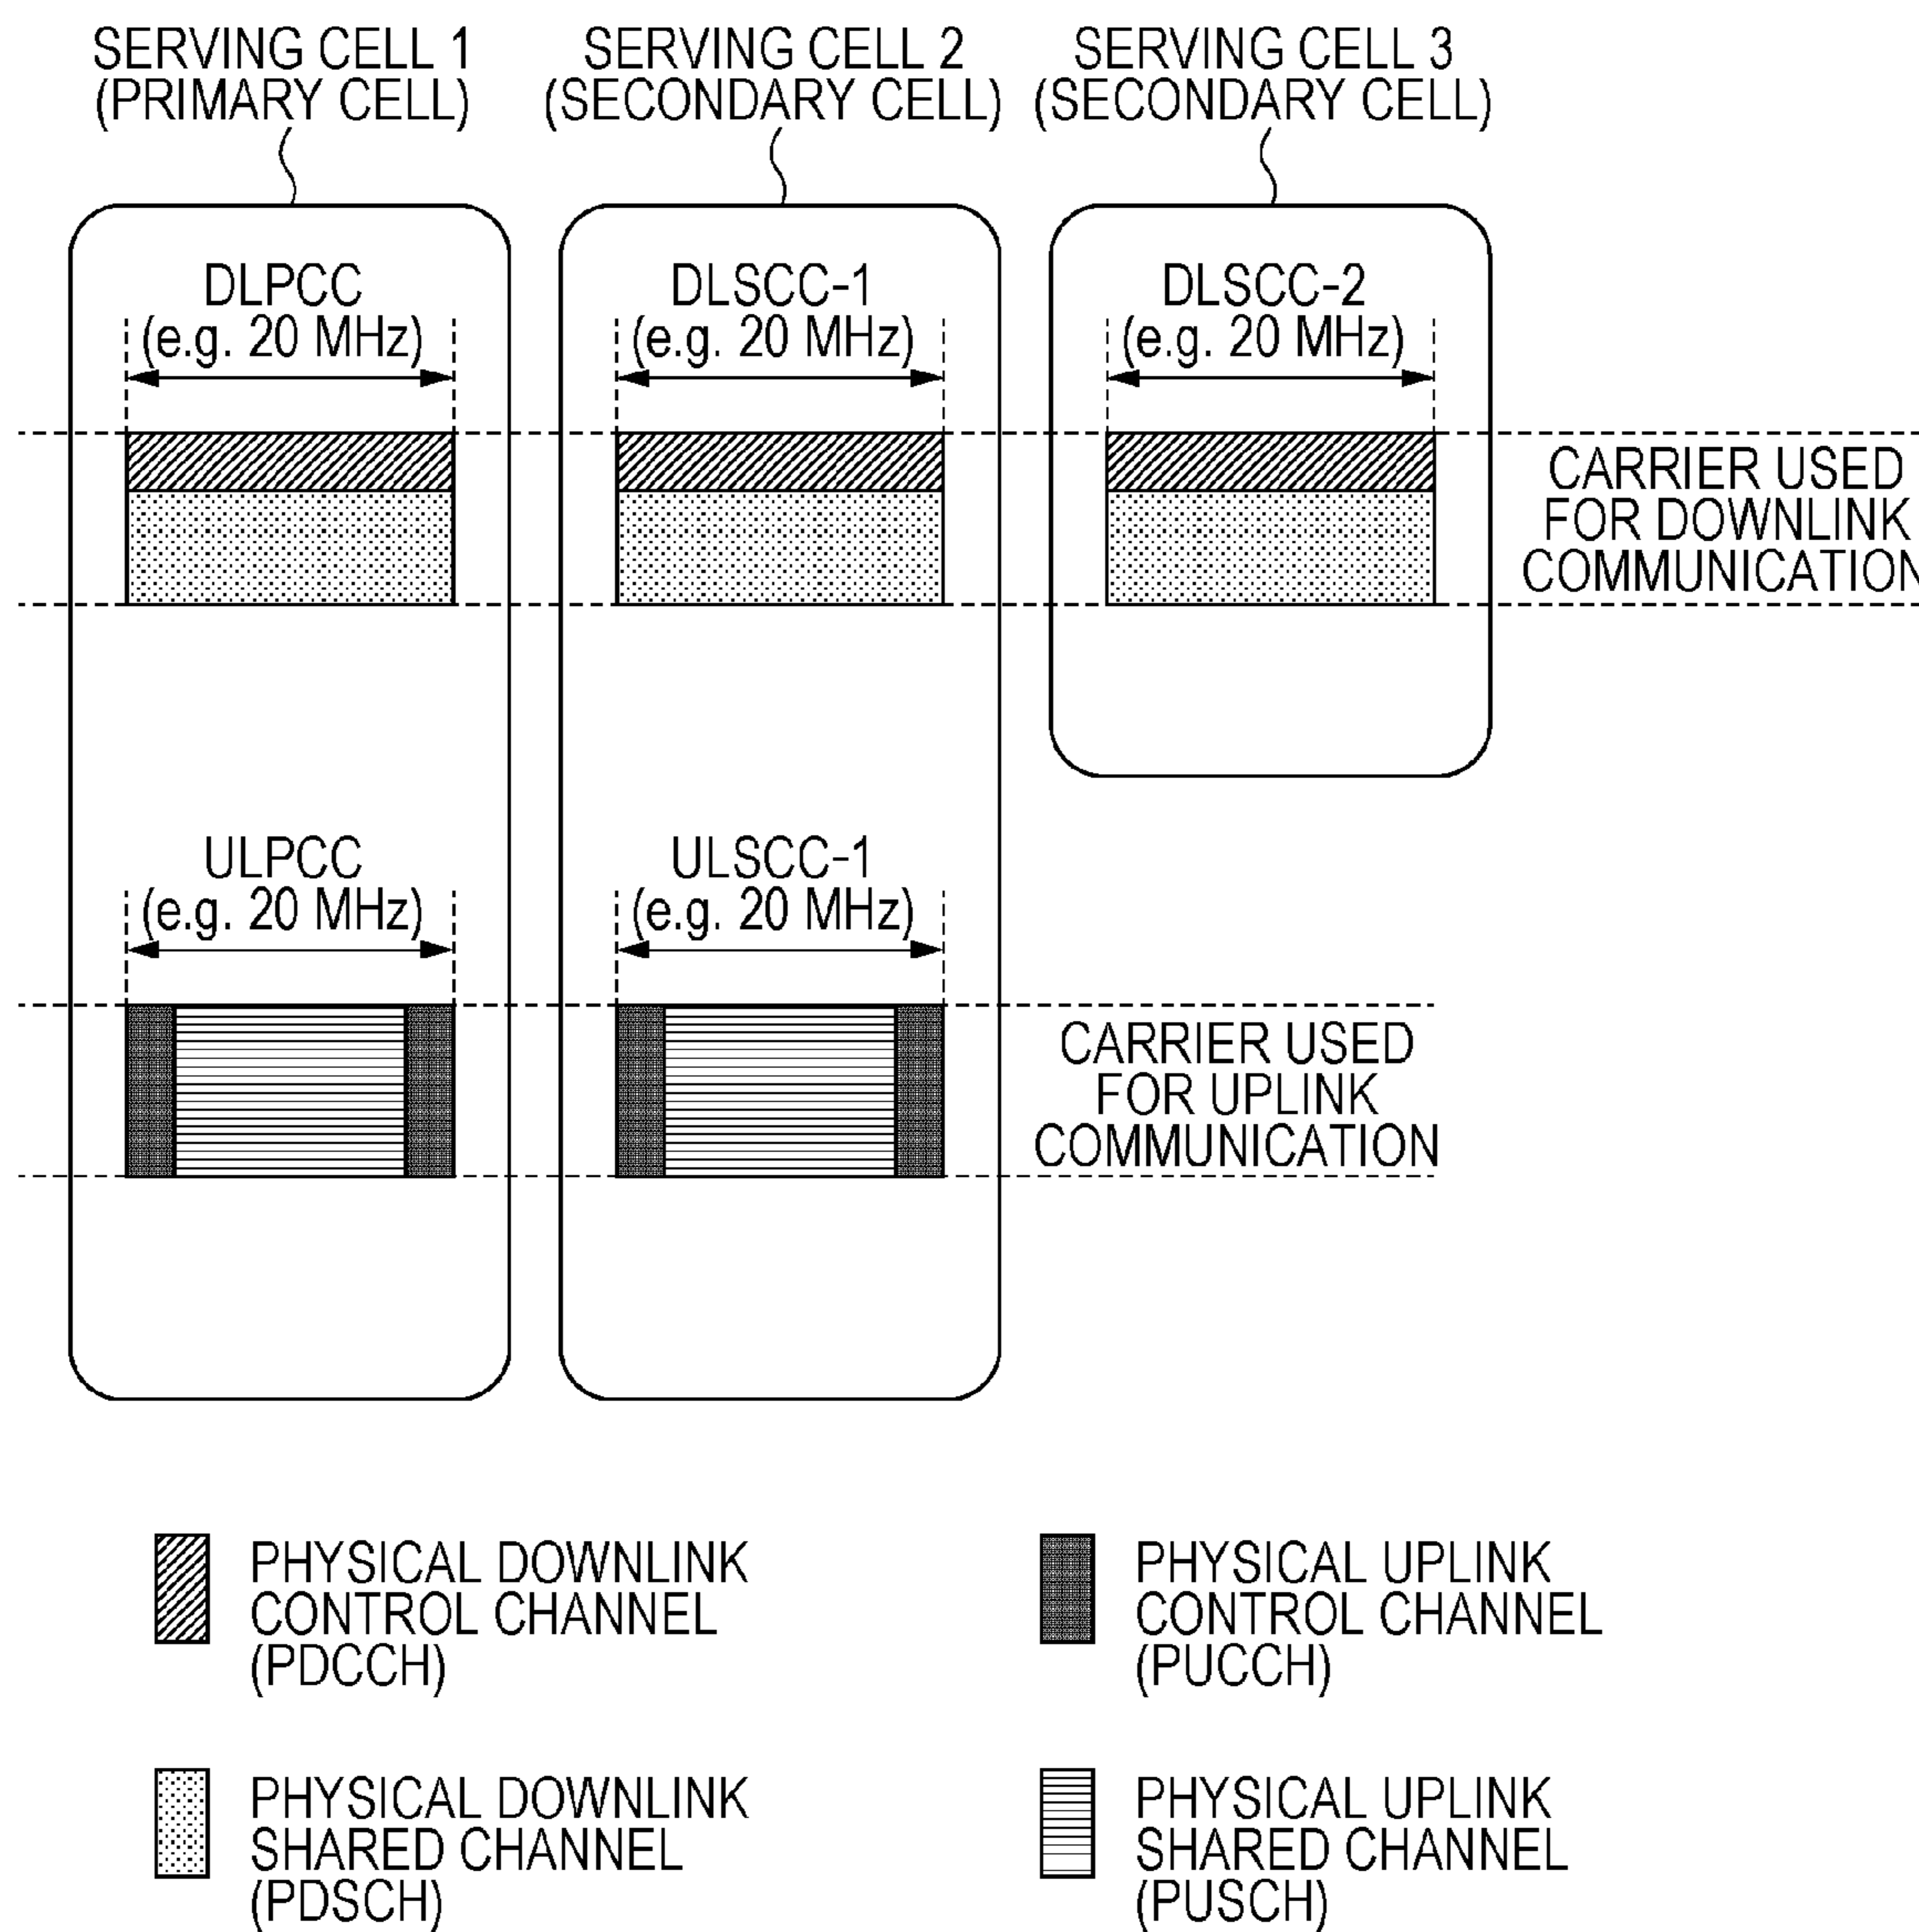 SERVING CELL 1
(PRIMARY CELL)
SERVING CELL 2
(SECONDARY CELL)
SERVING CELL 3
(SECONDARY CELL)
DLPCC
(e.g. 20 MHz)
DLSCC-1
(e.g. 20 MHz)
DLSCC-2
(e.g. 20 MHz)
CARRIER USED
FOR DOWNLINK
COMMUNICATION
ULPCC
(e.g. 20 MHz)
ULSCC-1
(e.g. 20 MHz)
CARRIER USED
FOR UPLINK
COMMUNICATION
PHYSICAL DOWNLINK
CONTROL CHANNEL
(PDCCH)
PHYSICAL UPLINK
CONTROL CHANNEL
(PUCCH)
PHYSICAL DOWNLINK
SHARED CHANNEL
(PDSCH)
PHYSICAL UPLINK
SHARED CHANNEL
(PUSCH)